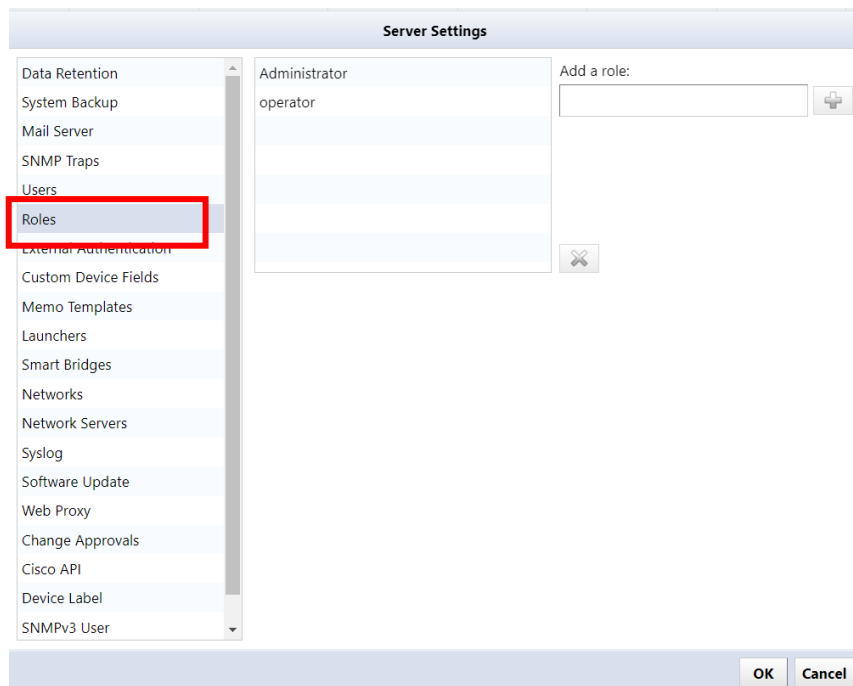 Server Settings
Data Retention
System Backup
Mail Server
SNMP Traps
Users
Roles
External Authentication
Custom Device Fields
Memo Templates
Launchers
Smart Bridges
Networks
Network Servers
Syslog
Software Update
Web Proxy
Change Approvals
Cisco API
Device Label
SNMPv3 User
Administrator
operator
Add a role:
OK
Cancel